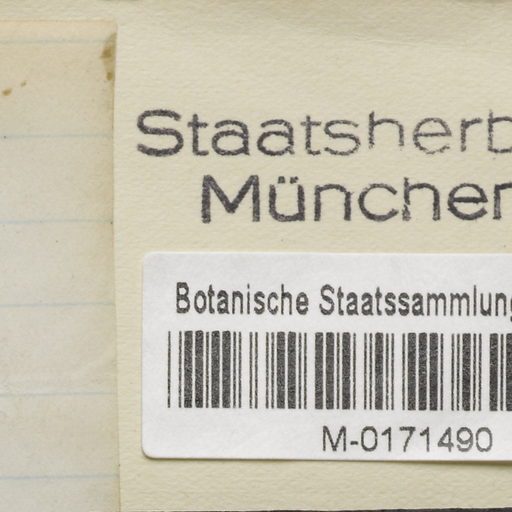 Staatsherb
München
Botanische Staatssammlung
M-0171490